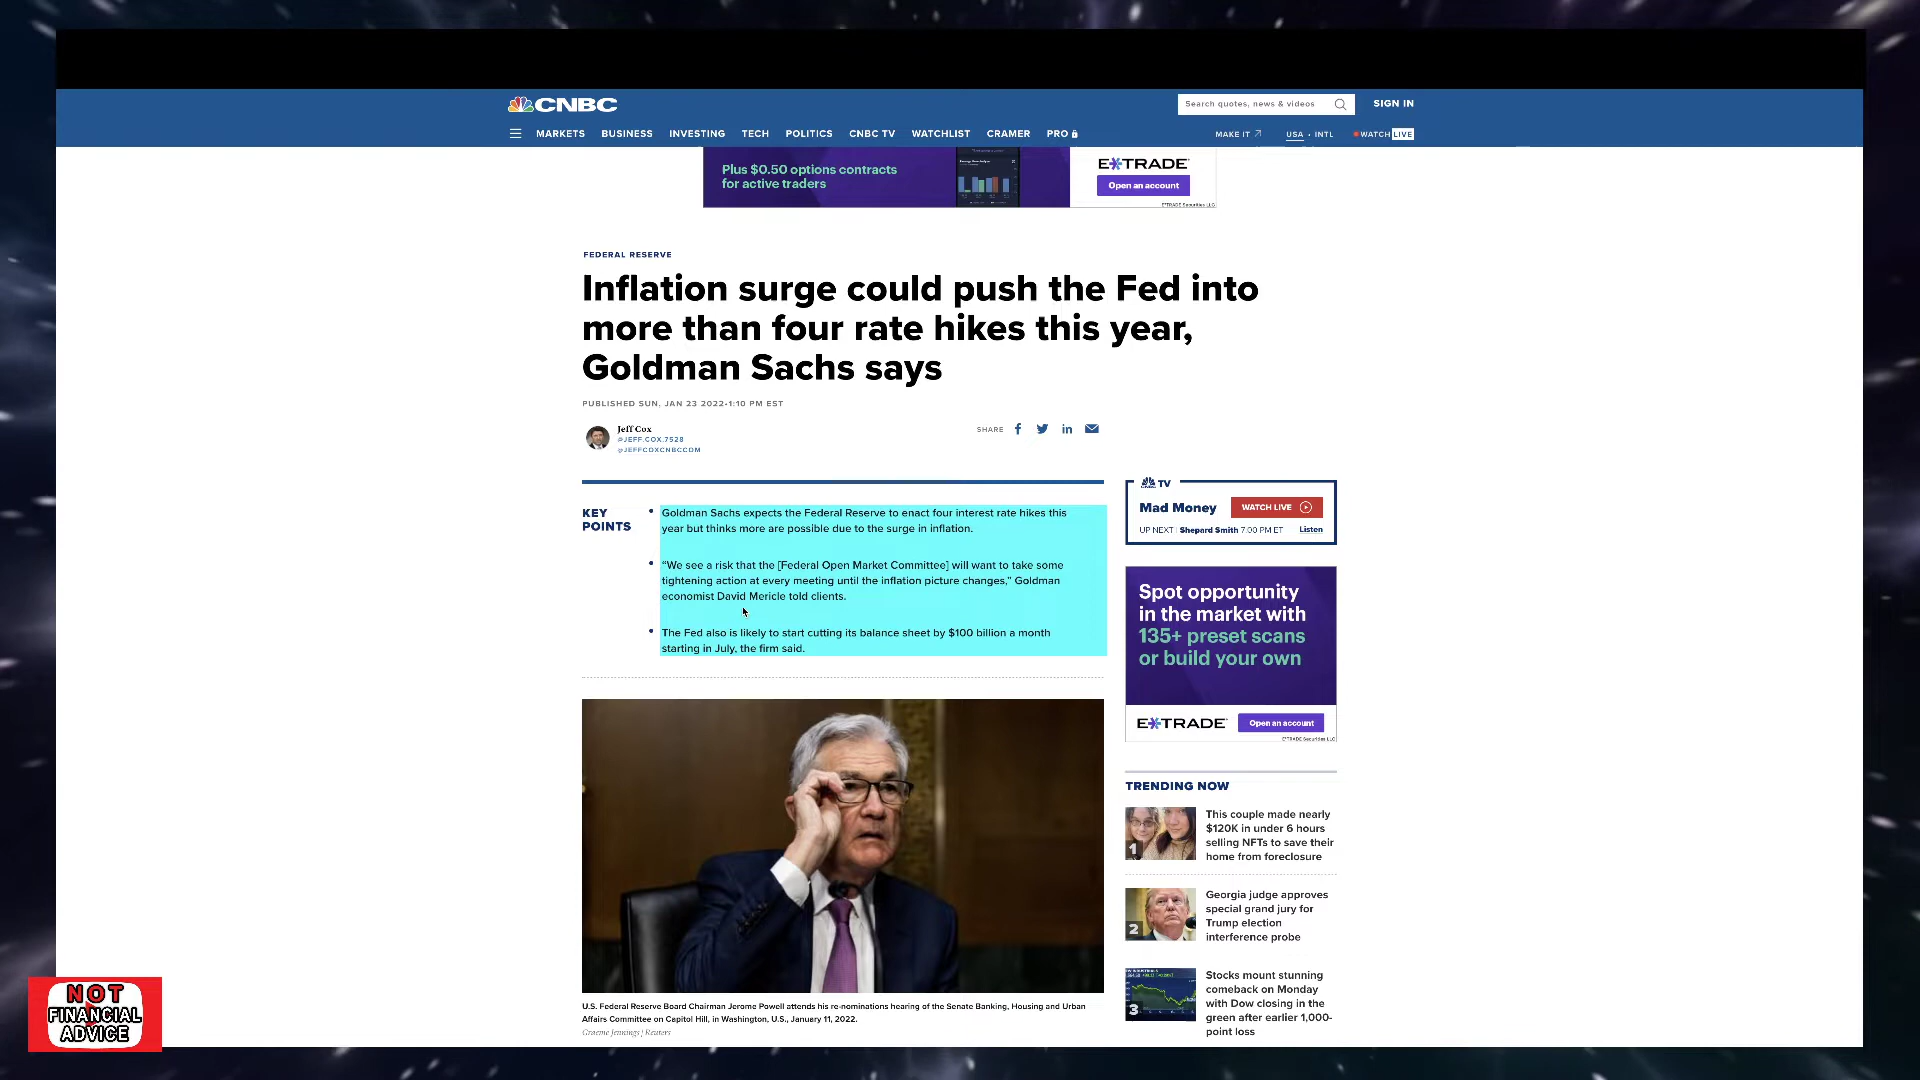 CNBC
Search quotes, news & videos
SIGN IN
MARKETS BUSINESS INVESTING TECH POLITICS CNBC TV WATCHLIST CRAMER PRO
MAKE IT USA • INTL WATCH LIVE
Plus $0.50 options contracts
for active traders
E*TRADE
Open an account
E*TRADE Securities LLC
FEDERAL RESERVE
Inflation surge could push the Fed into
more than four rate hikes this year,
Goldman Sachs says
PUBLISHED SUN, JAN 23 2022•1:10 PM EST
Jeff Cox
@JEFF.COX.7528
@JEFFCOXCNBCCOM
SHARE
KEY
POINTS
• Goldman Sachs expects the Federal Reserve to enact four interest rate hikes this
year but thinks more are possible due to the surge in inflation.
• “We see a risk that the [Federal Open Market Committee] will want to take some
tightening action at every meeting until the inflation picture changes,” Goldman
economist David Mericle told clients.
• The Fed also is likely to start cutting its balance sheet by $100 billion a month
starting in July, the firm said.
U.S. Federal Reserve Board Chairman Jerome Powell attends his re-nominations hearing of the Senate Banking, Housing and Urban
Affairs Committee on Capitol Hill, in Washington, U.S., January 11, 2022.
Graeme Jennings | Reuters
TV
Mad Money
WATCH LIVE
UP NEXT | Shepard Smith 7:00 PM ET
Listen
Spot opportunity
in the market with
135+ preset scans
or build your own
E*TRADE
Open an account
E*TRADE Securities LLC
TRENDING NOW
1
This couple made nearly
$120K in under 6 hours
selling NFTs to save their
home from foreclosure
2
Georgia judge approves
special grand jury for
Trump election
interference probe
3
Stocks mount stunning
comeback on Monday
with Dow closing in the
green after earlier 1,000-
point loss
NOT
FINANCIAL
ADVICE